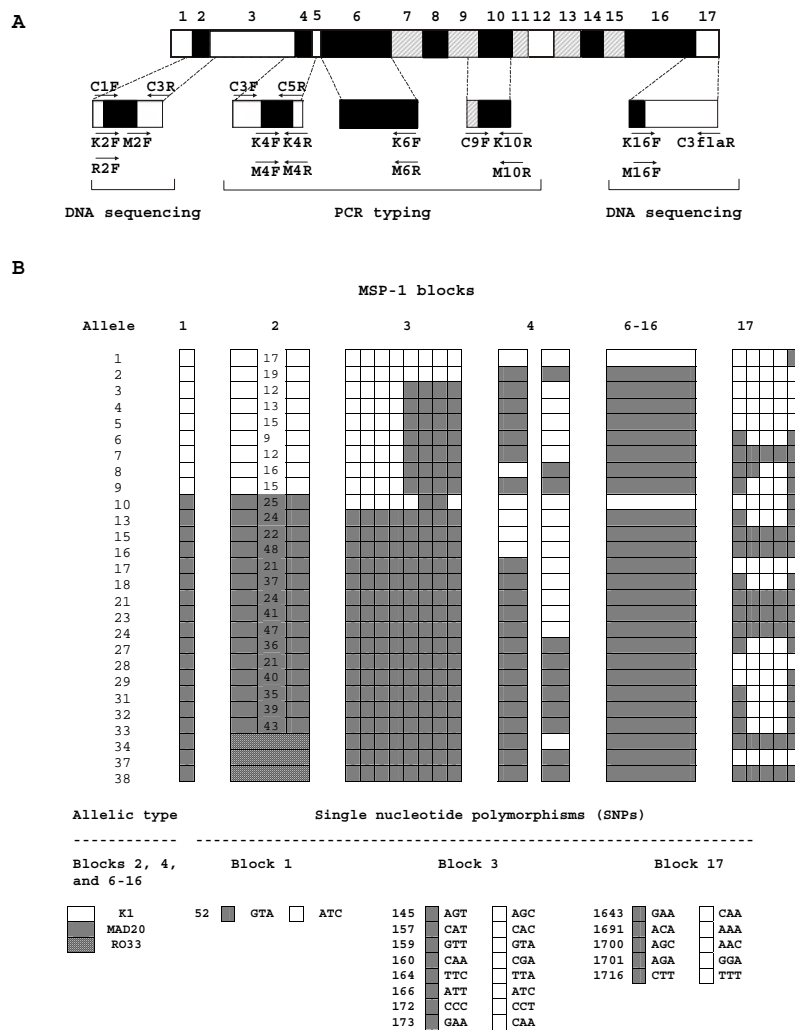 A
1 2 3 4 5 6 7 8 9 10 11 12 13 14 15 16 17
C1F C3R C3F C5R
K2F M2F K4F K4R K6F C9F K10R K16F C3flaR
R2F M4F M4R M6R M10R M16F
DNA sequencing PCR typing DNA sequencing
B
MSP-1 blocks
Allele 1 2 3 4 6-16 17
1 17
2 19
3 12
4 13
5 15
6 9
7 12
8 16
9 15
10 25
13 24
15 22
16 48
17 21
18 37
21 24
23 41
24 47
27 36
28 21
29 40
31 35
32 39
33 43
34
37
38
Allelic type Single nucleotide polymorphisms (SNPs)
Blocks 2, 4, and 6-16 Block 1 Block 3 Block 17
K1 52 GTA ATC 145 AGT AGC 1643 GAA CAA
MAD20 157 CAT CAC 1691 ACA AAA
RO33 159 GTT GTA 1700 AGC AAC
160 CAA CGA 1701 AGA GGA
164 TTC TTA 1716 CTT TTT
166 ATT ATC
172 CCC CCT
173 GAA CAA